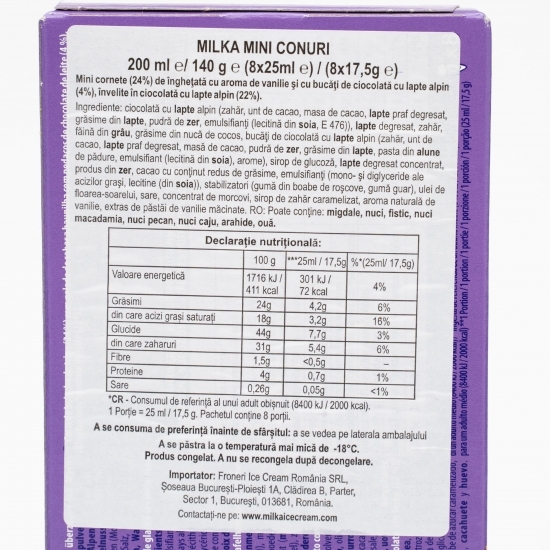 MILKA MINI CONURI
200 ml e/ 140 g e (8x25ml e) / (8x17,5g e)
Mini cornete (24%) de înghețată cu aroma de vanilie și cu bucăți de ciocolată cu lapte alpin
(4%), învelite în ciocolată cu lapte alpin (22%).
Ingrediente: ciocolată cu lapte alpin (zahăr, unt de cacao, masa de cacao, lapte praf degresat,
grăsime din lapte, pudră de zer, emulsifianți (lecitină din soia, E 476)), lapte degresat, zahăr,
făină din grâu, grăsime din nucă de cocos, bucăți de ciocolată cu lapte alpin (zahăr, unt de
cacao, lapte praf degresat, masă de cacao, pudră de zer, grăsime din lapte, pasta din alune
de pădure, emulsifiant (lecitină din soia), arome), sirop de glucoză, lapte degresat concentrat,
produs din zer, cacao cu conținut redus de grăsime, emulsifianți (mono- și digliceride ale
acizilor grași, lecitine (din soia)), stabilizatori (gumă din boabe de roșcove, gumă guar), ulei de
floarea-soarelui, sare, concentrat de morcovi, sirop de zahăr caramelizat, aroma naturală de
vanilie, extras de păstăi de vanilie măcinate. RO: Poate conține: migdale, nuci, fistic, nuci
macadamia, nuci pecan, nuci caju, arahide, ouă.
Declarație nutrițională:
100 g ***25ml / 17,5g %*(25ml/ 17,5g)
Valoare energetică 1716 kJ / 411 kcal 301 kJ / 72 kcal 4%
Grăsimi 24g 4,2g 6%
din care acizi grași saturați 18g 3,2g 16%
Glucide 44g 7,7g 3%
din care zaharuri 31g 5,4g 6%
Fibre 1,5g <0,5g –
Proteine 4g 0,7g 1%
Sare 0,26g 0,05g <1%
*CR - Consumul de referință al unui adult obișnuit (8400 kJ / 2000 kcal).
1 Porție = 25 ml / 17,5 g. Pachetul conține 8 porții.
A se consuma de preferință înainte de sfârșitul: a se vedea pe laterala ambalajului
A se păstra la o temperatură mai mică de -18°C.
Produs congelat. A nu se recongela după decongelare.
Importator: Froneri Ice Cream România SRL,
Șoseaua București-Ploiești 1A, Clădirea B, Parter,
Sector 1, București, 013681, România.
Contactați-ne pe: www.milkaicecream.com